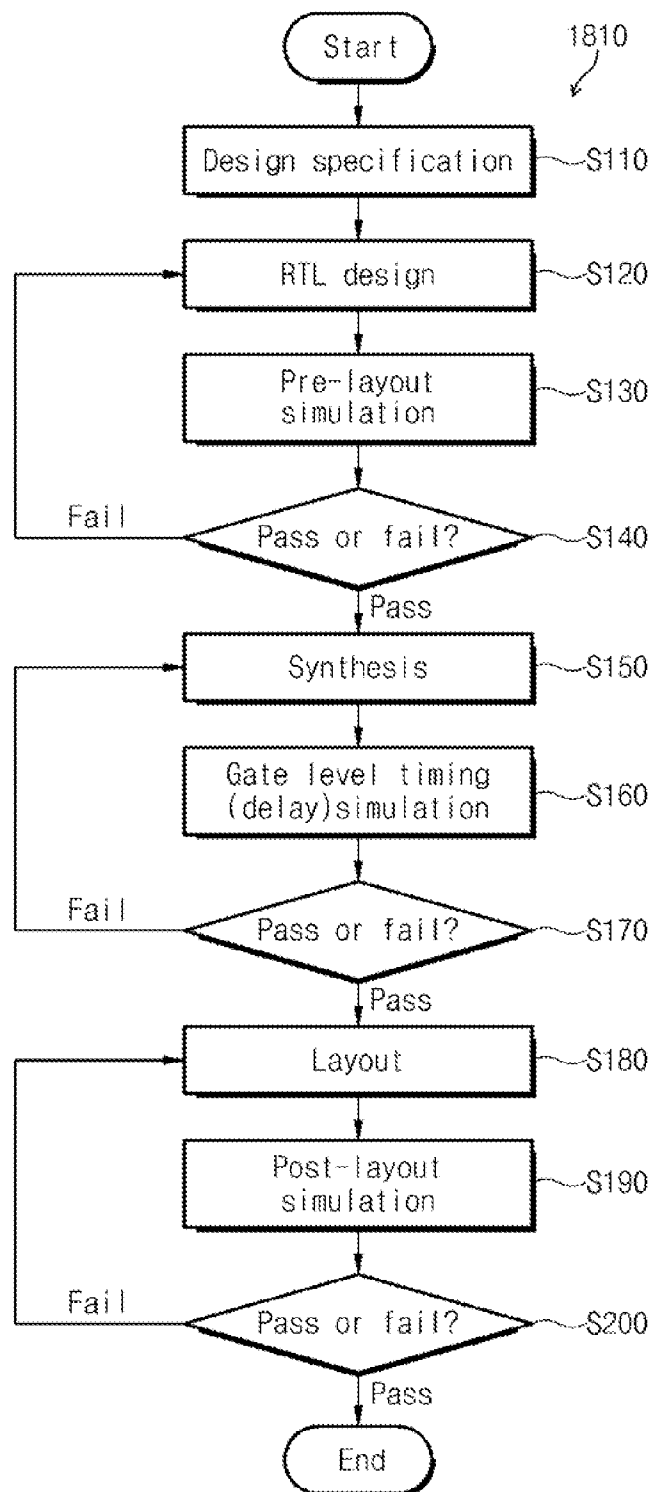 Start
1810
Design specification
S110
RTL design
S120
Pre-layout
simulation
S130
Fail
Pass or fail?
S140
Pass
Synthesis
S150
Gate level timing
(delay)simulation
S160
Fail
Pass or fail?
S170
Pass
Layout
S180
Post-layout
simulation
S190
Fail
Pass or fail?
S200
Pass
End